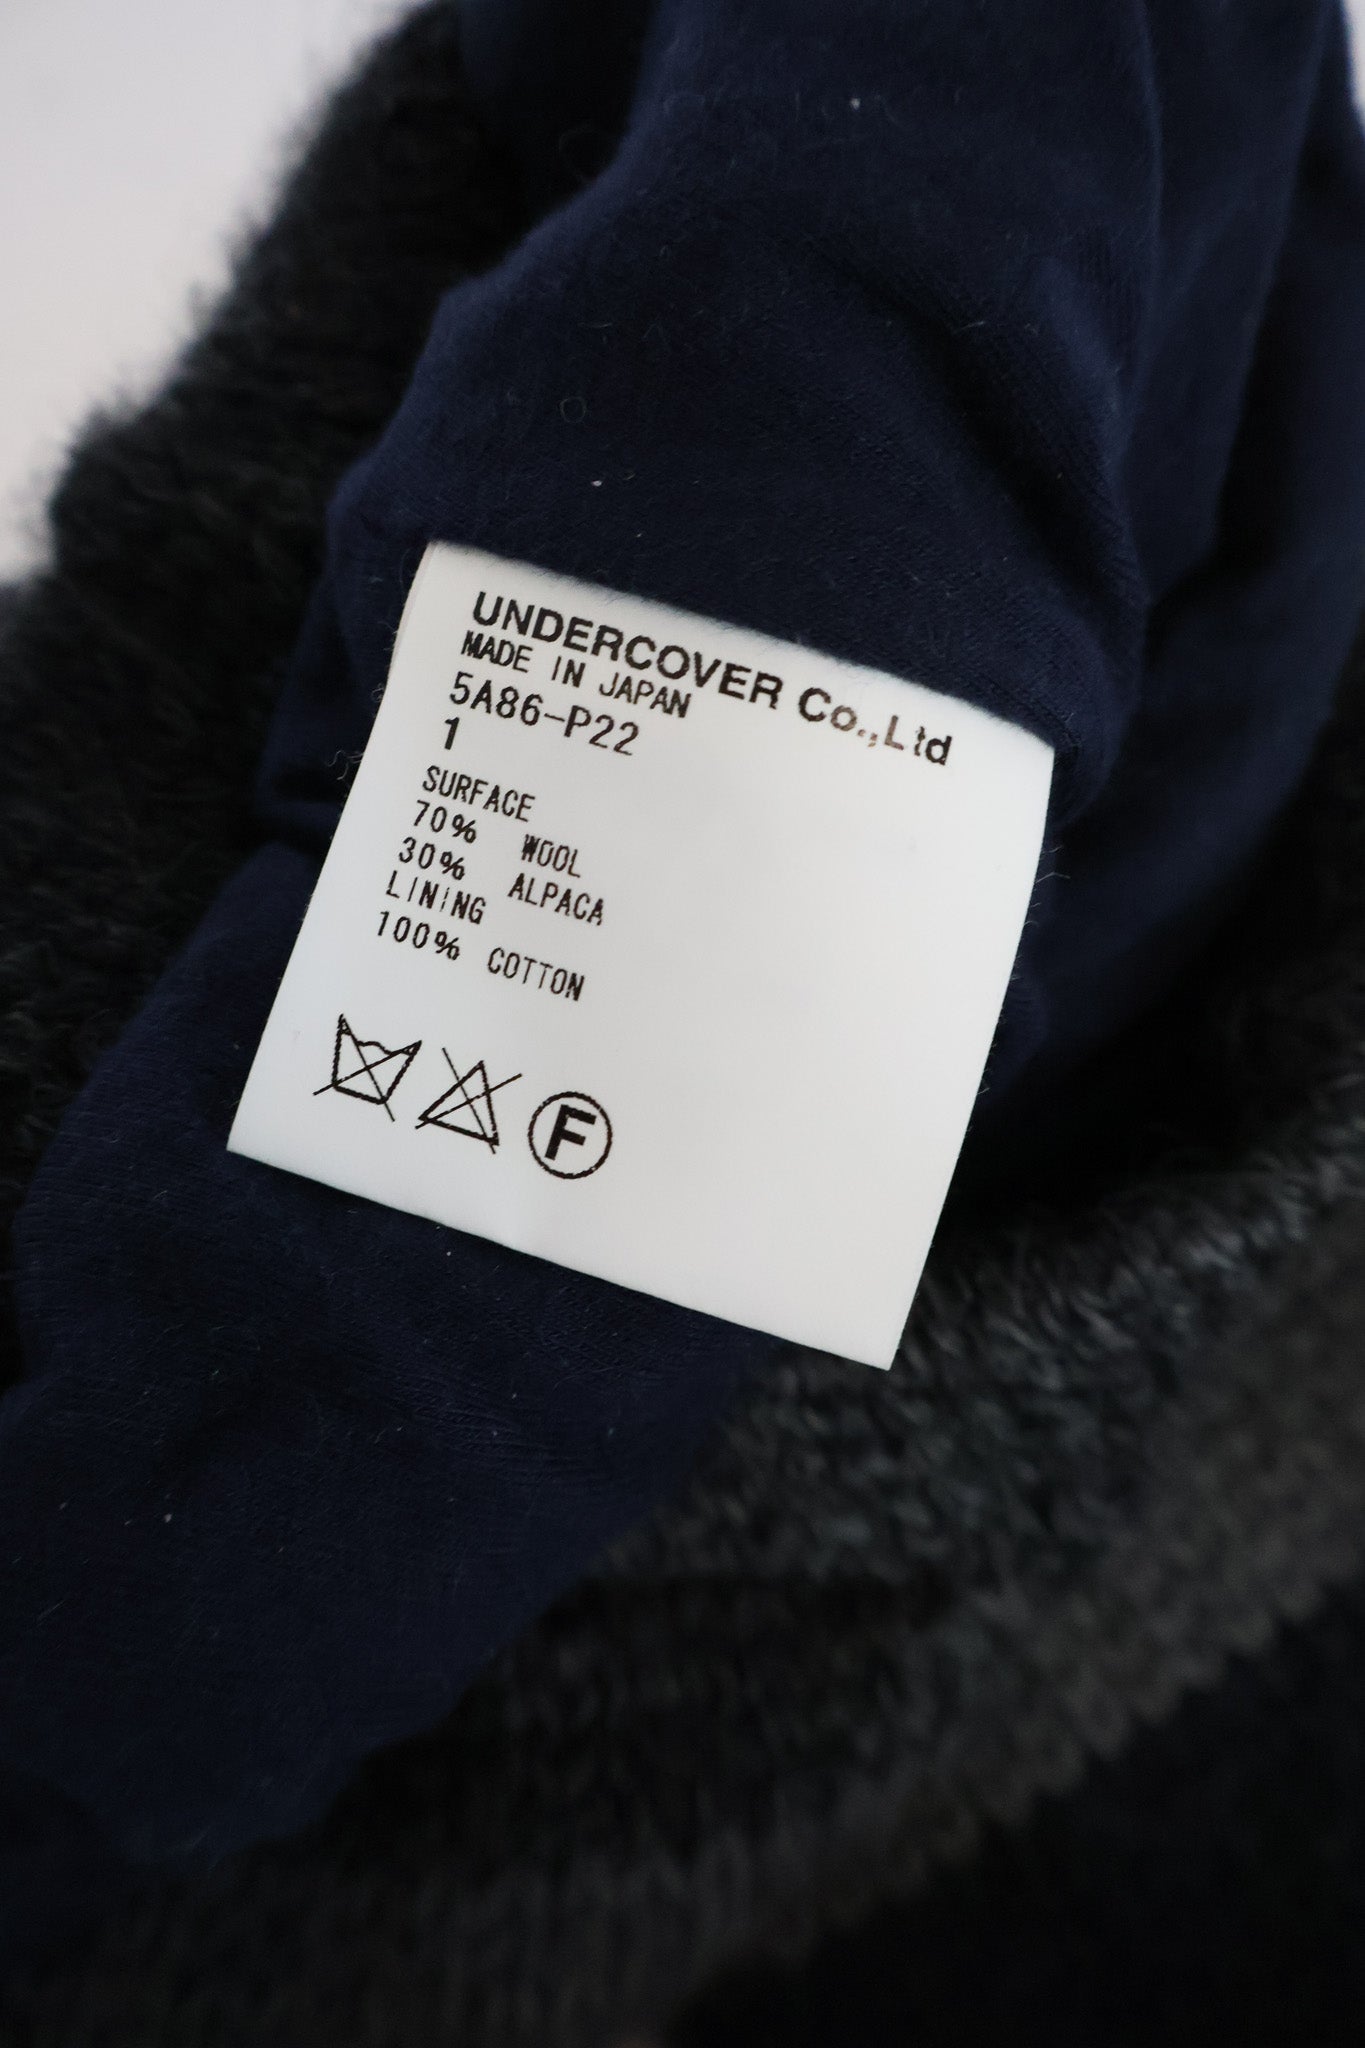 UNDERCOVER Co.,Ltd
MADE IN JAPAN
5A86-P22
1
SURFACE
70% WOOL
30% ALPACA
LINING
100% COTTON
F